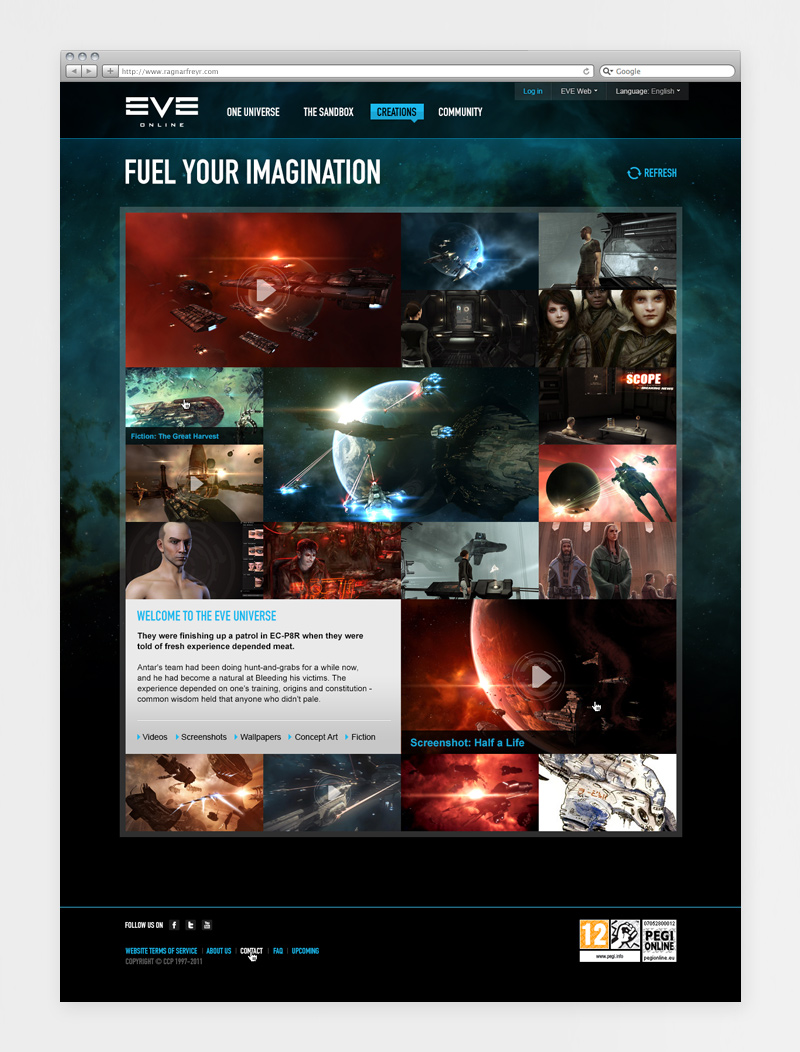 http://www.ragnarfreyr.com
Google
Log in
EVE Web
Language: English
EVE
ONLINE
ONE UNIVERSE
THE SANDBOX
CREATIONS
COMMUNITY
FUEL YOUR IMAGINATION
REFRESH
SCOPE
BREAKING NEWS
Fiction: The Great Harvest
WELCOME TO THE EVE UNIVERSE
They were finishing up a patrol in EC-P8R when they were
told of fresh experience depended meat.
Antar's team had been doing hunt-and-grabs for a while now,
and he had become a natural at Bleeding his victims. The
experience depended on one's training, origins and constitution -
common wisdom held that anyone who didn't pale.
Videos
Screenshots
Wallpapers
Concept Art
Fiction
Screenshot: Half a Life
FOLLOW US ON
WEBSITE TERMS OF SERVICE | ABOUT US | CONTACT | FAQ | UPCOMING
COPYRIGHT © CCP 1997-2011
12
www.pegi.info
07052000012
PEGI
ONLINE
pegionline.eu